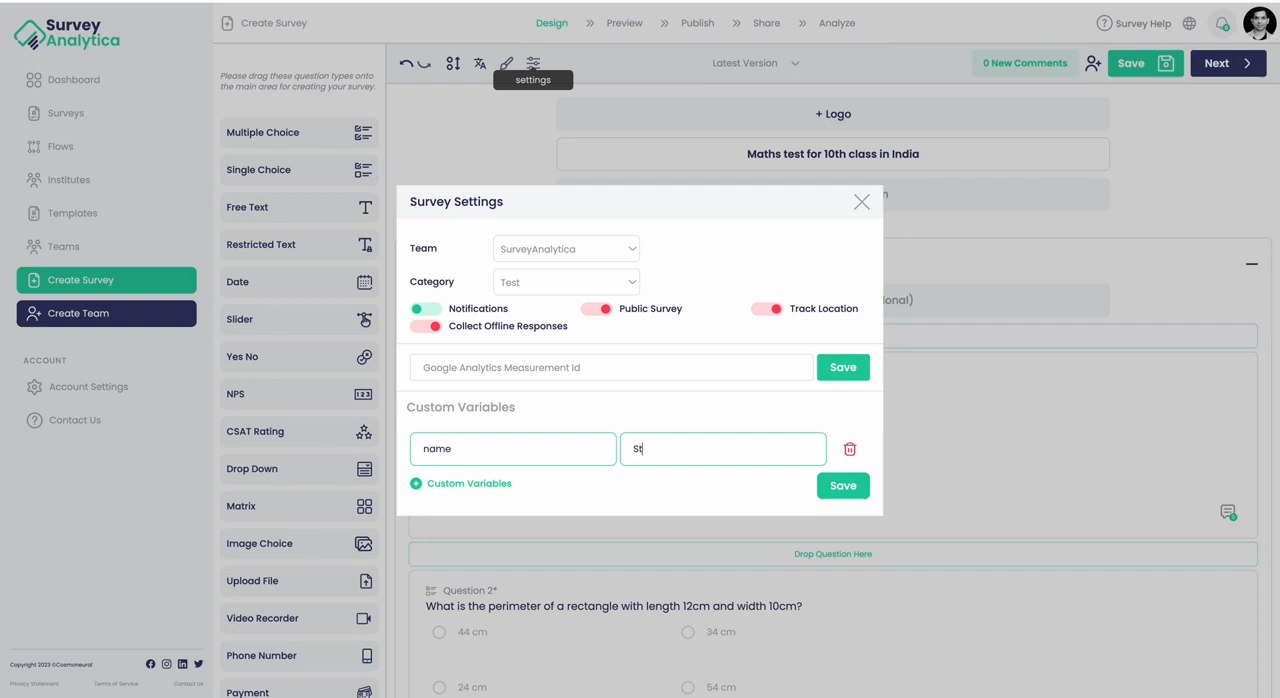 Survey
Analytica
Create Survey
Design
Preview
Publish
Share
Analyze
Survey Help
Dashboard
Surveys
Flows
Institutes
Templates
Teams
Create Survey
Create Team
ACCOUNT
Account Settings
Contact Us
Copyright 2023 ©Cosmoneural
Privacy Statement
Terms of Service
Contact Us
Please drag these question types onto
the main area for creating your survey.
Multiple Choice
Single Choice
Free Text
Restricted Text
Date
Slider
Yes No
NPS
CSAT Rating
Drop Down
Matrix
Image Choice
Upload File
Video Recorder
Phone Number
Payment
settings
Latest Version
0 New Comments
Save
Next
+ Logo
Maths test for 10th class in India
Survey Settings
Team
SurveyAnalytica
Category
Test
Notifications
Public Survey
Track Location
Collect Offline Responses
Google Analytics Measurement Id
Save
Custom Variables
name
St
Custom Variables
Save
Drop Question Here
Question 2*
What is the perimeter of a rectangle with length 12cm and width 10cm?
44 cm
34 cm
24 cm
54 cm